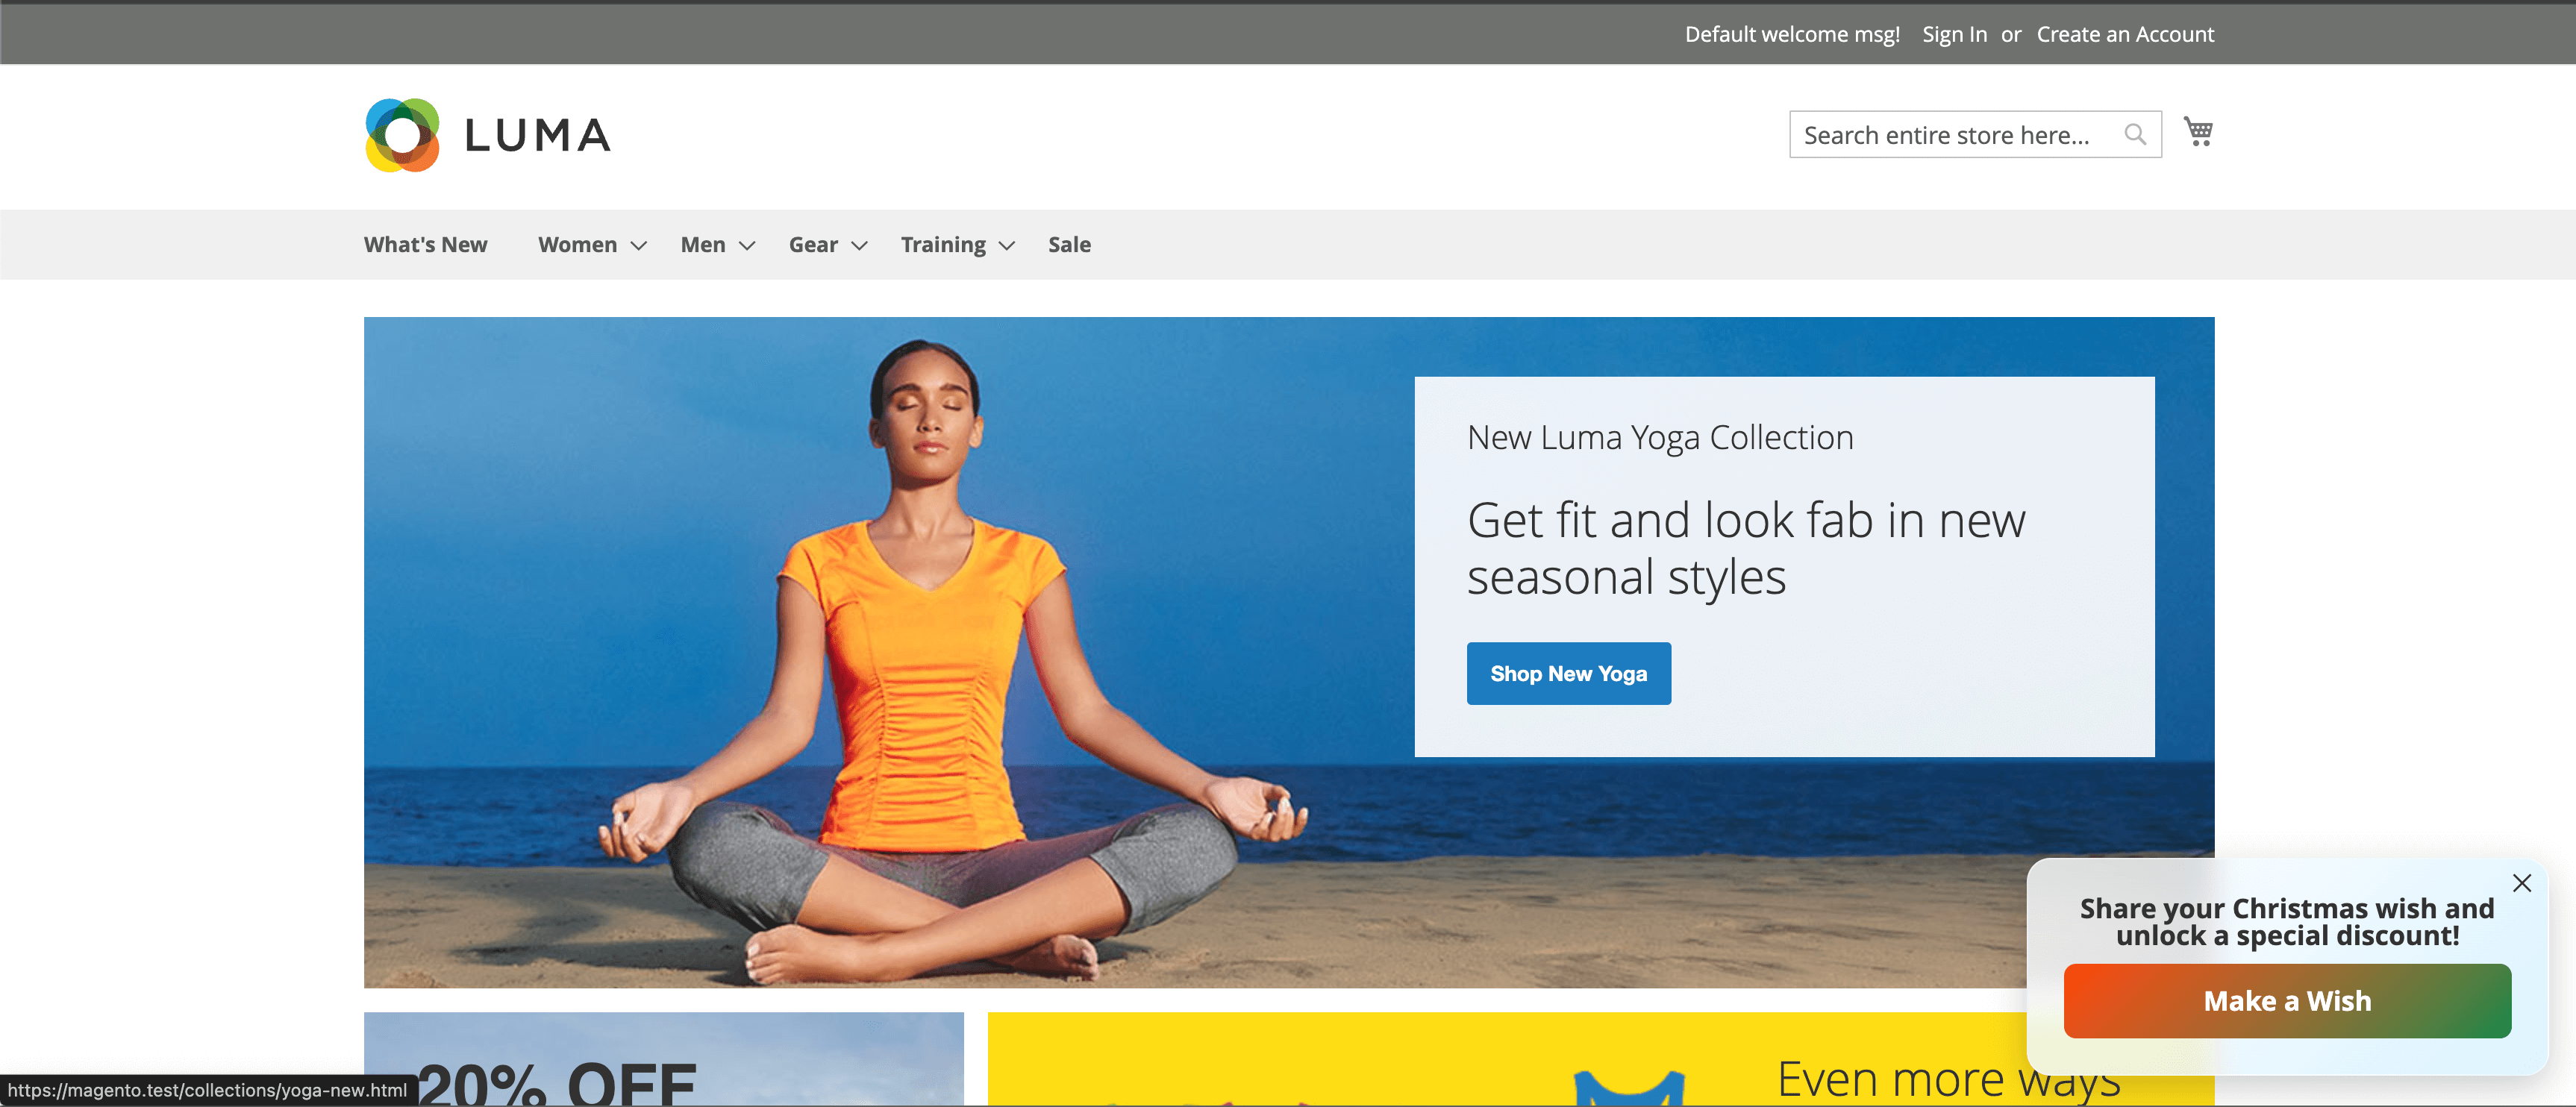 Default welcome msg! Sign In or Create an Account
LUMA
Search entire store here...
What's New Women Men Gear Training Sale
New Luma Yoga Collection
Get fit and look fab in new
seasonal styles
Shop New Yoga
Share your Christmas wish and
unlock a special discount!
Make a Wish
20% OFF
Even more ways
https://magento.test/collections/yoga-new.html